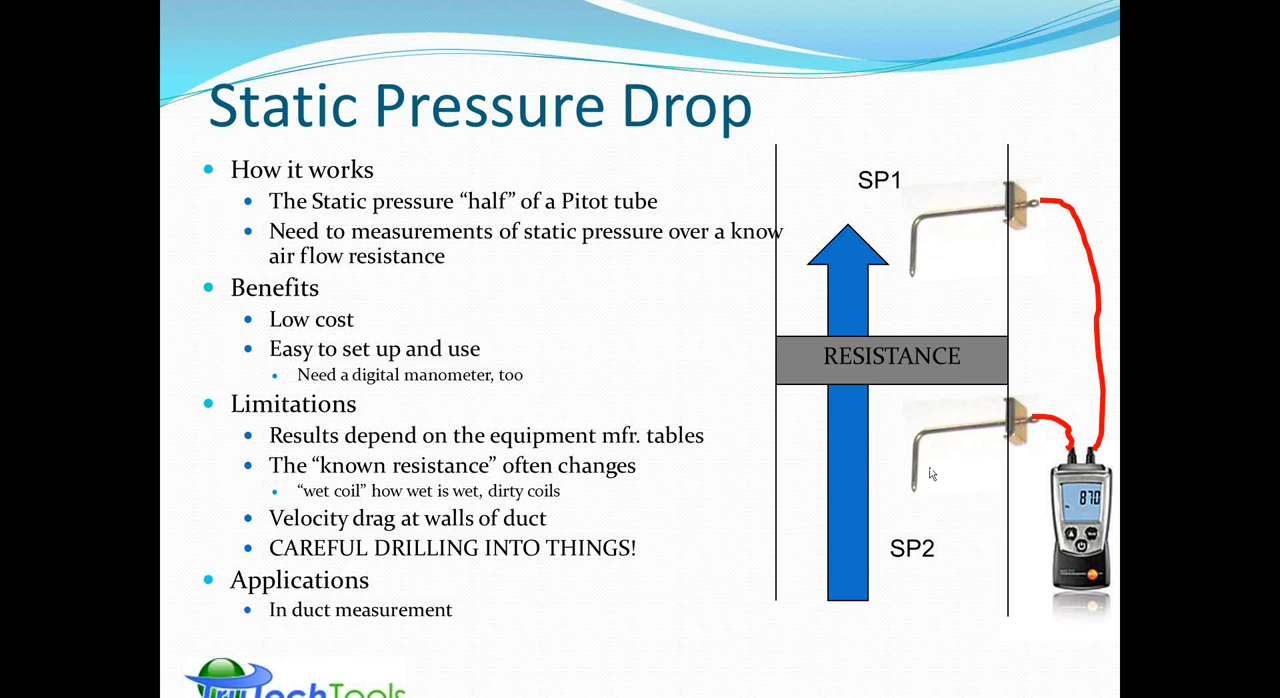 Static Pressure Drop
How it works
The Static pressure “half” of a Pitot tube
Need to measurements of static pressure over a know
air flow resistance
Benefits
Low cost
Easy to set up and use
Need a digital manometer, too
Limitations
Results depend on the equipment mfr. tables
The “known resistance” often changes
“wet coil” how wet is wet, dirty coils
Velocity drag at walls of duct
CAREFUL DRILLING INTO THINGS!
Applications
In duct measurement
SP1
RESISTANCE
SP2
870
TruTechTools